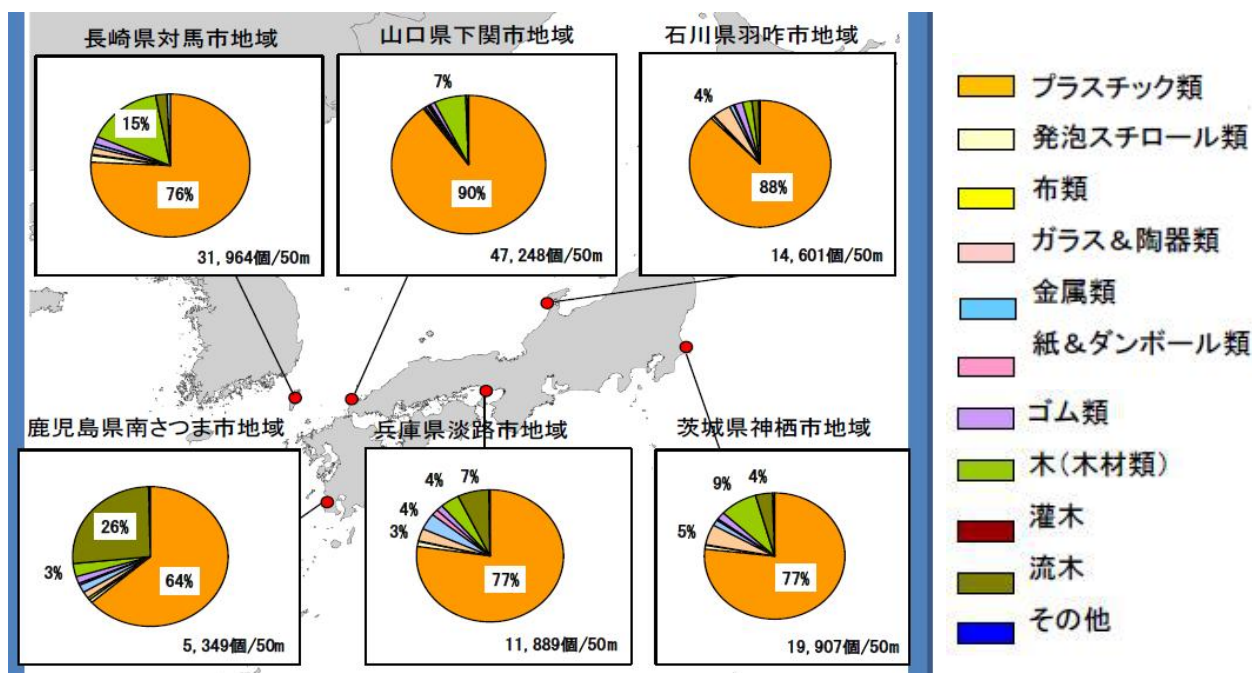 長崎県対馬市地域
15%
76%
31,964個/50m
山口県下関市地域
7%
90%
47,248個/50m
石川県羽咋市地域
4%
88%
14,601個/50m
鹿児島県南さつま市地域
26%
3%
64%
5,349個/50m
兵庫県淡路市地域
7%
4%
4%
3%
77%
11,889個/50m
茨城県神栖市地域
4%
9%
5%
77%
19,907個/50m
プラスチック類
発泡スチロール類
布類
ガラス&陶器類
金属類
紙&ダンボール類
ゴム類
木(木材類)
灌木
流木
その他